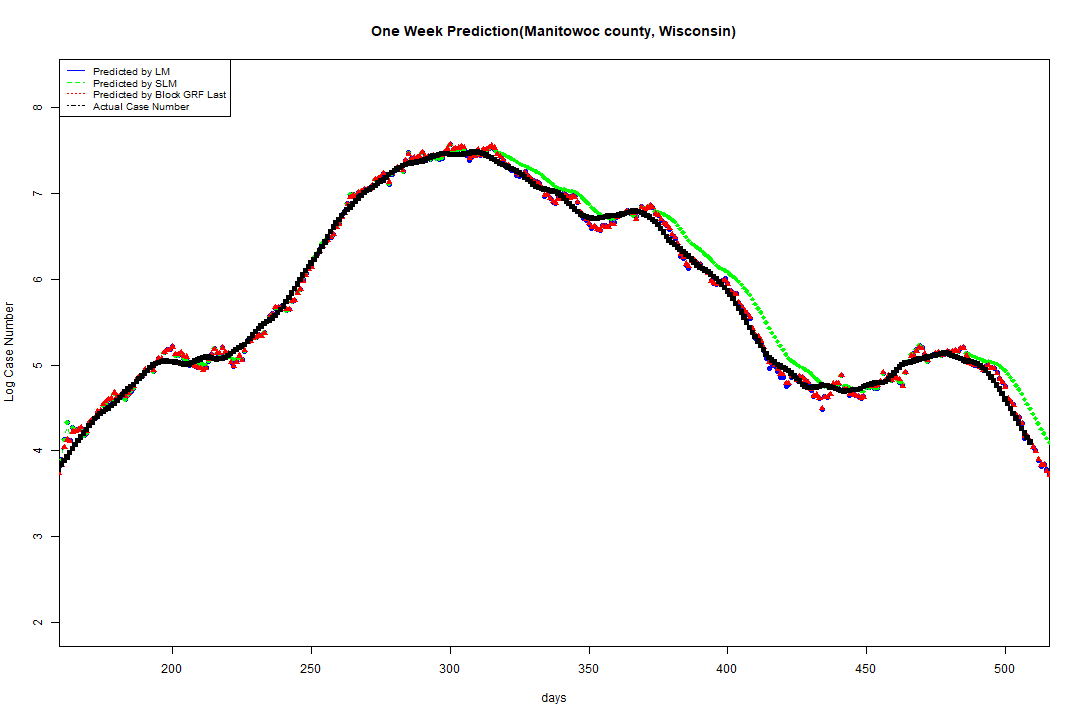 One Week Prediction(Manitowoc county, Wisconsin)
Predicted by LM
Predicted by SLM
Predicted by Block GRF Last
Actual Case Number
8
7
6
5
4
3
2
Log Case Number
200 250 300 350 400 450 500
days